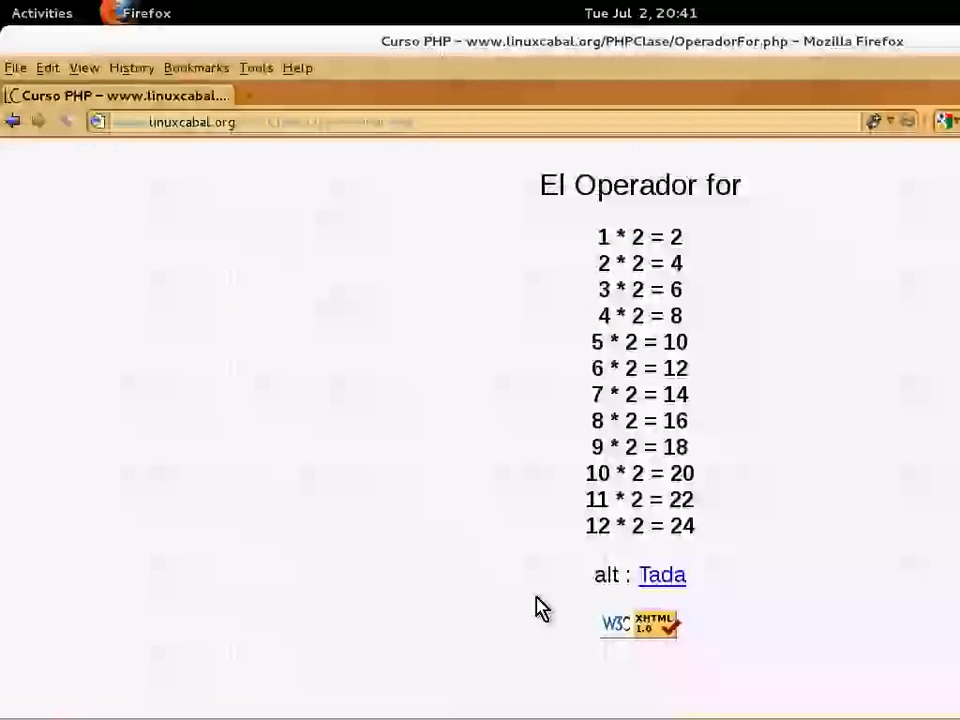 Activities Firefox Tue Jul 2, 20:41
Curso PHP - www.linuxcabal.org/PHPClase/OperadorFor.php - Mozilla Firefox
File Edit View History Bookmarks Tools Help
Curso PHP - www.linuxcabal....
linuxcabal.org
El Operador for
1 * 2 = 2
2 * 2 = 4
3 * 2 = 6
4 * 2 = 8
5 * 2 = 10
6 * 2 = 12
7 * 2 = 14
8 * 2 = 16
9 * 2 = 18
10 * 2 = 20
11 * 2 = 22
12 * 2 = 24
alt : Tada
W3C XHTML 1.0